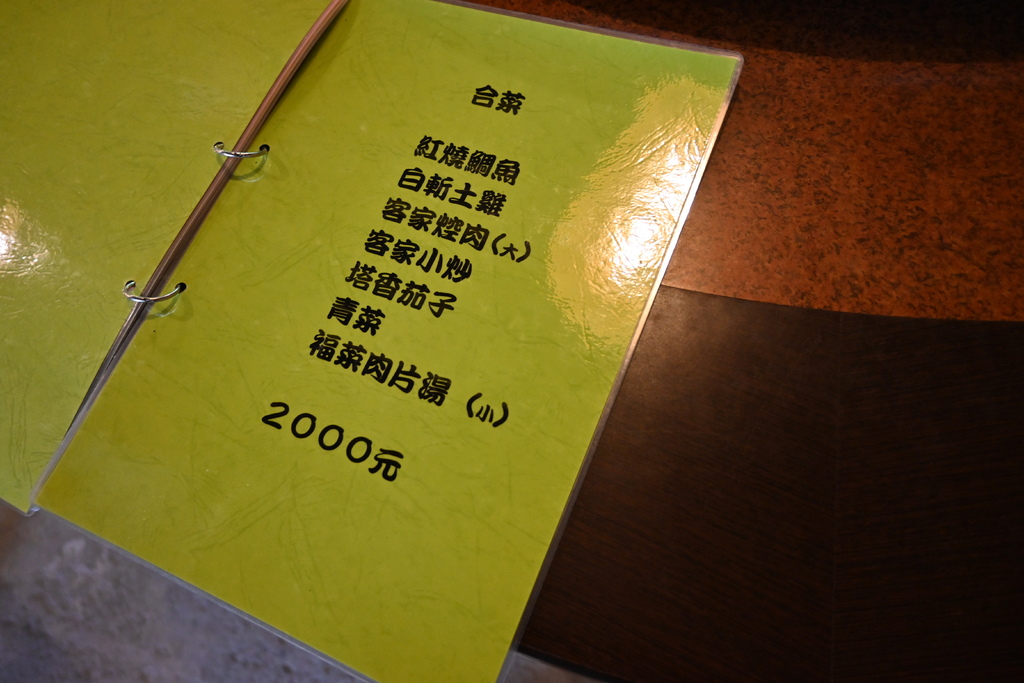 合菜
紅燒鯛魚
白斬土雞
客家焢肉(大)
客家小炒
塔香茄子
青菜
福菜肉片湯 (小)
2000元